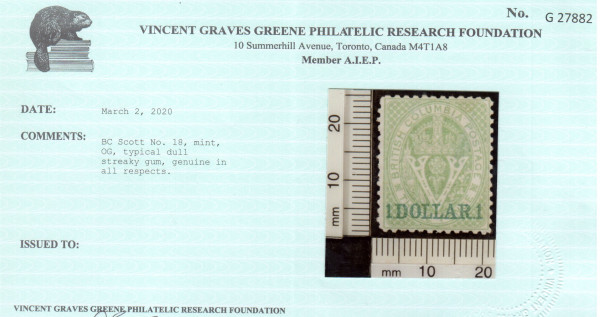 No. G 27882
VINCENT GRAVES GREENE PHILATELIC RESEARCH FOUNDATION
10 Summerhill Avenue, Toronto, Canada M4T1A8
Member A.I.E.P.
DATE: March 2, 2020
COMMENTS: BC Scott No. 18, mint,
OG, typical dull
streaky gum, genuine in
all respects.
20
10
mm
BRITISH COLUMBIA POSTAGE
V
1 DOLLAR. 1
mm 10 20
ISSUED TO:
VINCENT GRAVES GREENE PHILATELIC RESEARCH FOUNDATION